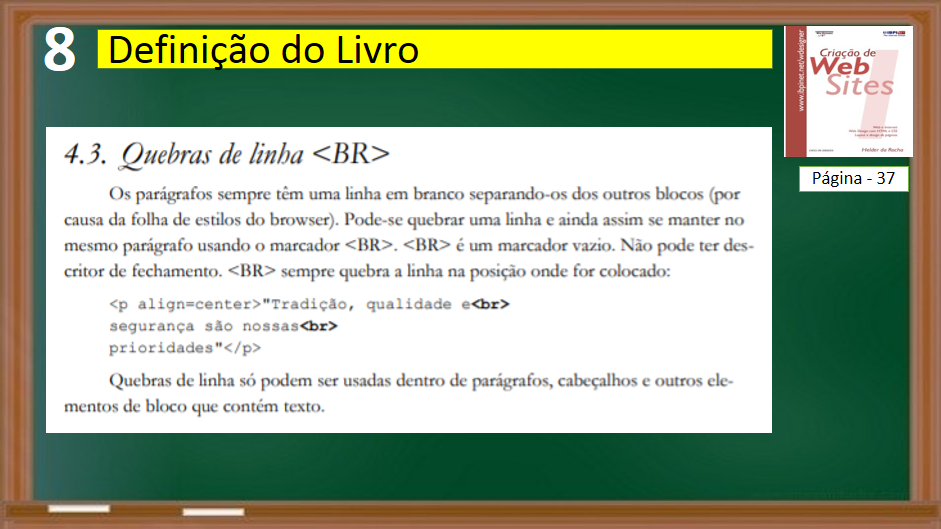 8 Definição do Livro
www.ibpinet.net/wdesigner
Criação de
Web
Sites
Helder da Rocha
Página - 37
4.3. Quebras de linha <BR>
Os parágrafos sempre têm uma linha em branco separando-os dos outros blocos (por
causa da folha de estilos do browser). Pode-se quebrar uma linha e ainda assim se manter no
mesmo parágrafo usando o marcador <BR>. <BR> é um marcador vazio. Não pode ter des-
critor de fechamento. <BR> sempre quebra a linha na posição onde for colocado:
<p align=center>"Tradição, qualidade e<br>
segurança são nossas<br>
prioridades"</p>
Quebras de linha só podem ser usadas dentro de parágrafos, cabeçalhos e outros ele-
mentos de bloco que contém texto.